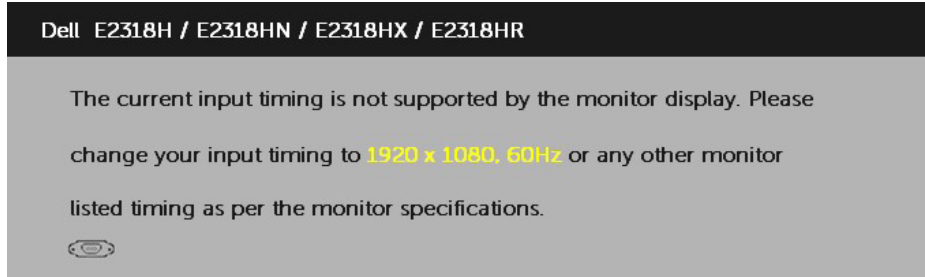 Dell E2318H / E2318HN / E2318HX / E2318HR
The current input timing is not supported by the monitor display. Please
change your input timing to 1920 x 1080, 60Hz or any other monitor
listed timing as per the monitor specifications.